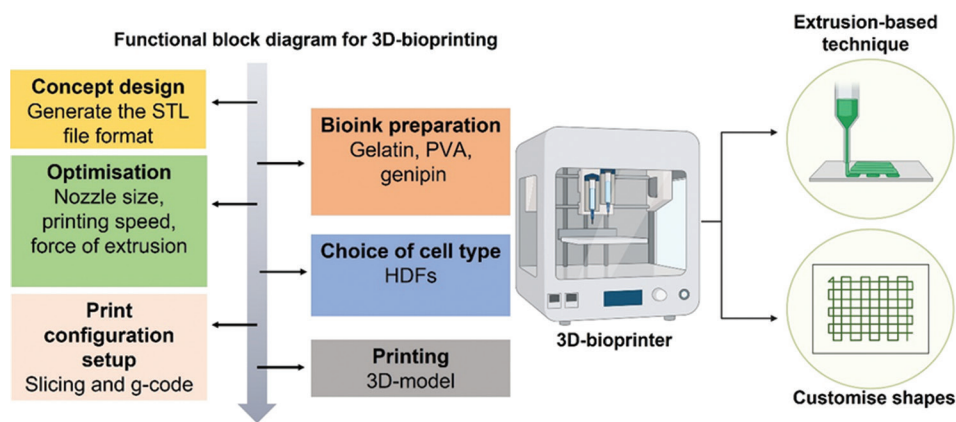 Functional block diagram for 3D-bioprinting
Concept design
Generate the STL
file format
Bioink preparation
Gelatin, PVA,
genipin
Optimisation
Nozzle size,
printing speed,
force of extrusion
Choice of cell type
HDFs
Print
configuration
setup
Slicing and g-code
Printing
3D-model
3D-bioprinter
Extrusion-based
technique
Customise shapes